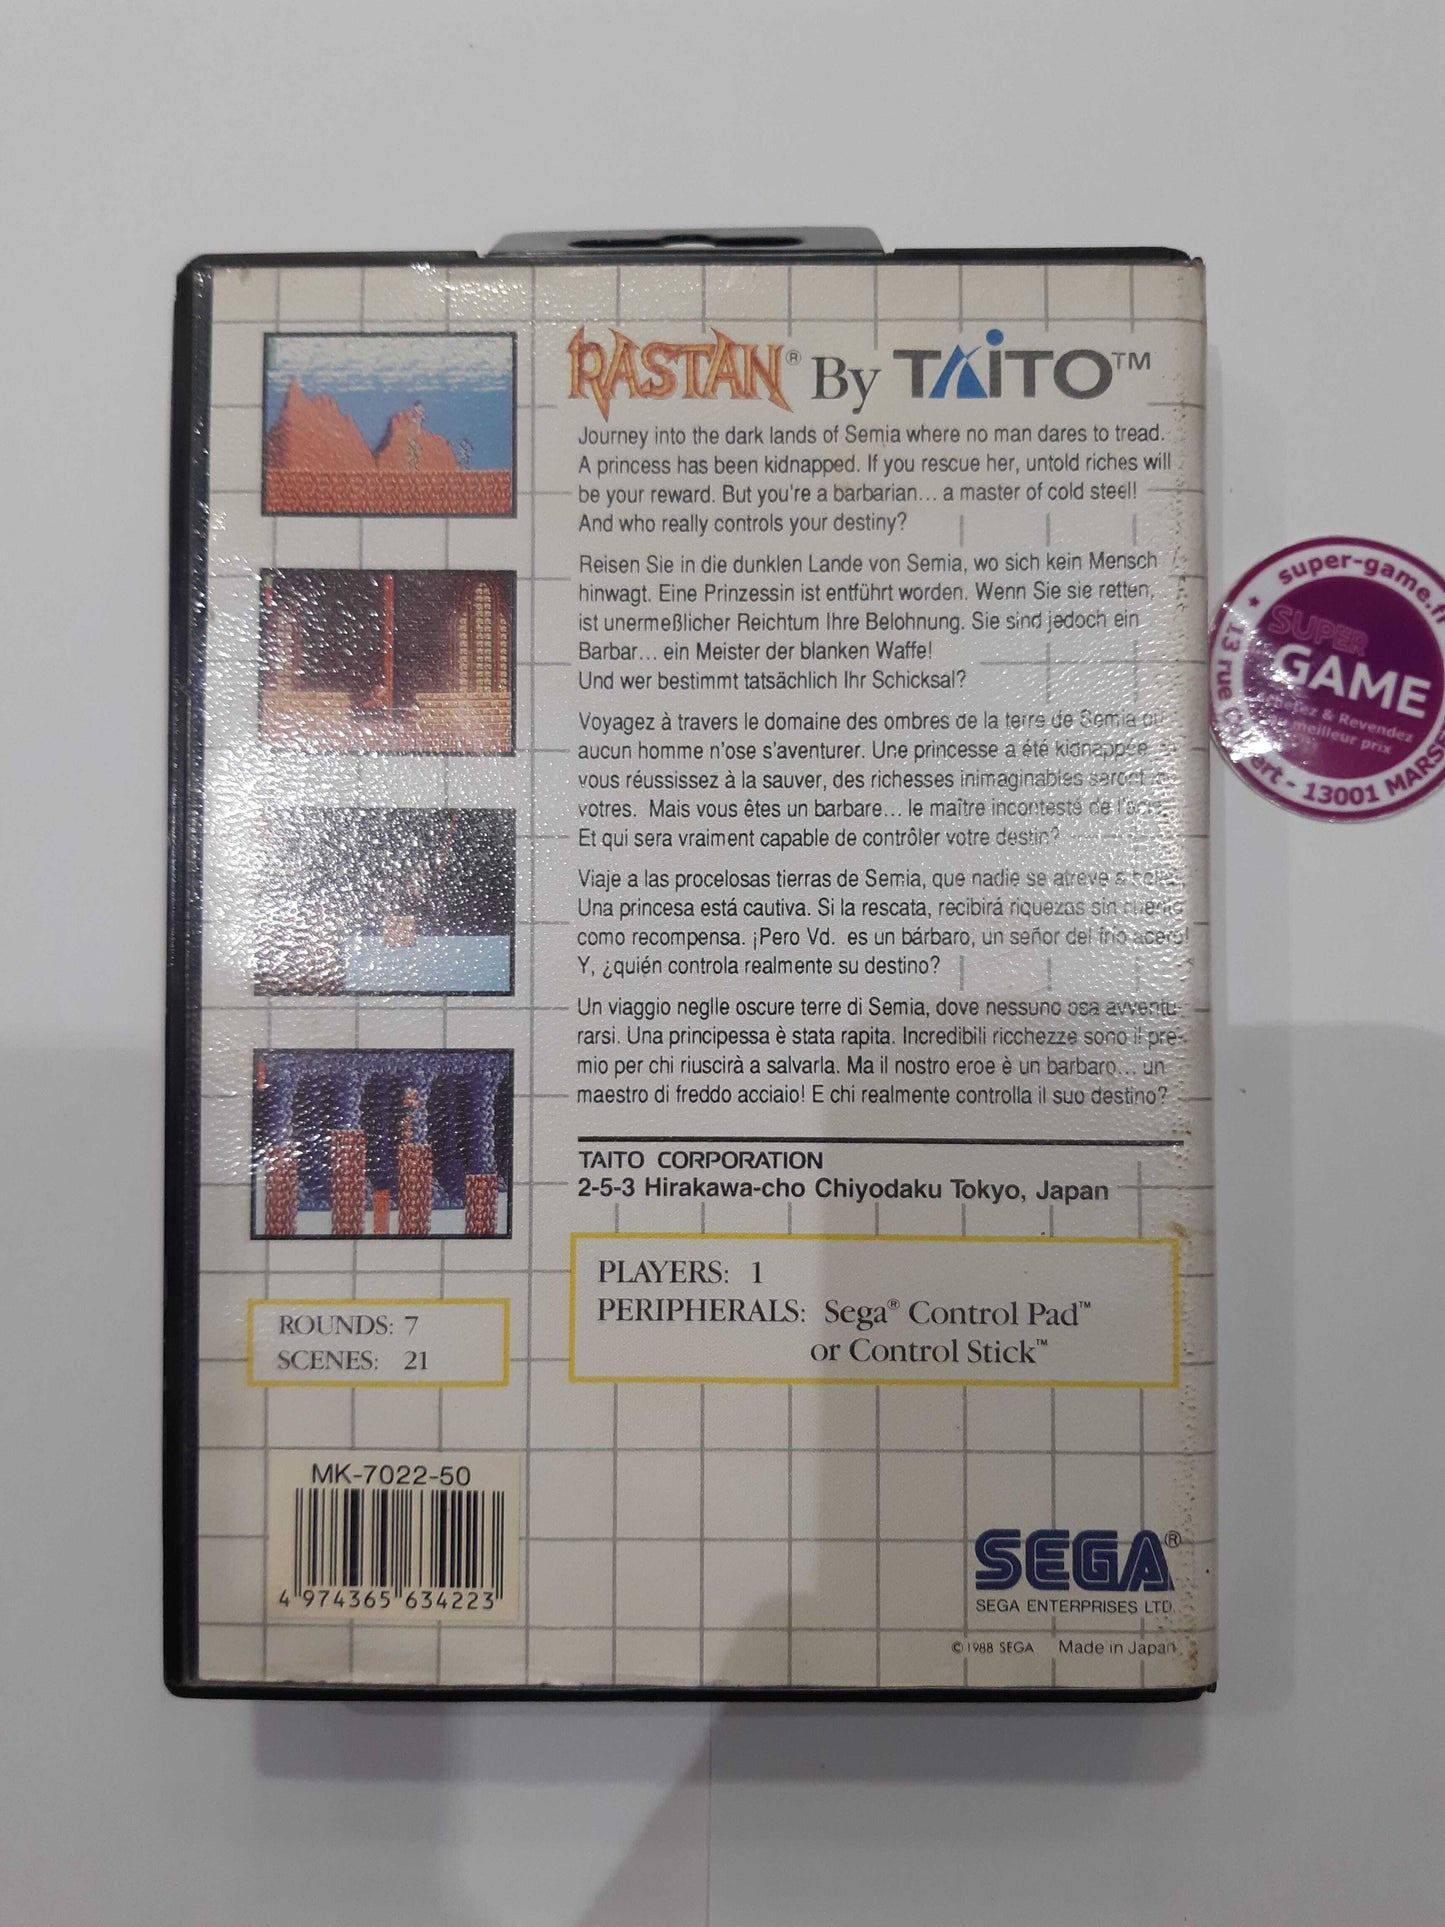 RASTAN® By TAITO™
Journey into the dark lands of Semia where no man dares to tread.
A princess has been kidnapped. If you rescue her, untold riches will
be your reward. But you're a barbarian... a master of cold steel!
And who really controls your destiny?
Reisen Sie in die dunklen Lande von Semia, wo sich kein Mensch
hinwagt. Eine Prinzessin ist entführt worden. Wenn Sie sie retten,
ist unermeßlicher Reichtum Ihre Belohnung. Sie sind jedoch ein
Barbar... ein Meister der blanken Waffe!
Und wer bestimmt tatsächlich Ihr Schicksal?
Voyagez à travers le domaine des ombres de la terre de Semia où
aucun homme n'ose s'aventurer. Une princesse a été kidnappée.
vous réussissez à la sauver, des richesses inimaginables seront
votres. Mais vous êtes un barbare... le maître incontesté de
Et qui sera vraiment capable de contrôler votre destin?
Viaje a las procelosas tierras de Semia, que nadie se atreve a
Una princesa está cautiva. Si la rescata, recibirá riquezas sin
como recompensa. ¡Pero Vd. es un bárbaro, un señor del frío acero!
Y, ¿quién controla realmente su destino?
Un viaggio neglle oscure terre di Semia, dove nessuno osa avventu-
rarsi. Una principessa è stata rapita. Incredibili ricchezze sono il pre-
mio per chi riuscirà a salvarla. Ma il nostro eroe è un barbaro... un
maestro di freddo acciaio! E chi realmente controlla il suo destino?
TAITO CORPORATION
2-5-3 Hirakawa-cho Chiyodaku Tokyo, Japan
PLAYERS: 1
PERIPHERALS: Sega® Control Pad™
or Control Stick™
ROUNDS: 7
SCENES: 21
MK-7022-50
4 974365 634223
SEGA®
SEGA ENTERPRISES LTD.
©1988 SEGA Made in Japan
super-game.fr
SUPER
GAME
& Revendez
meilleur prix
13 rue
13001